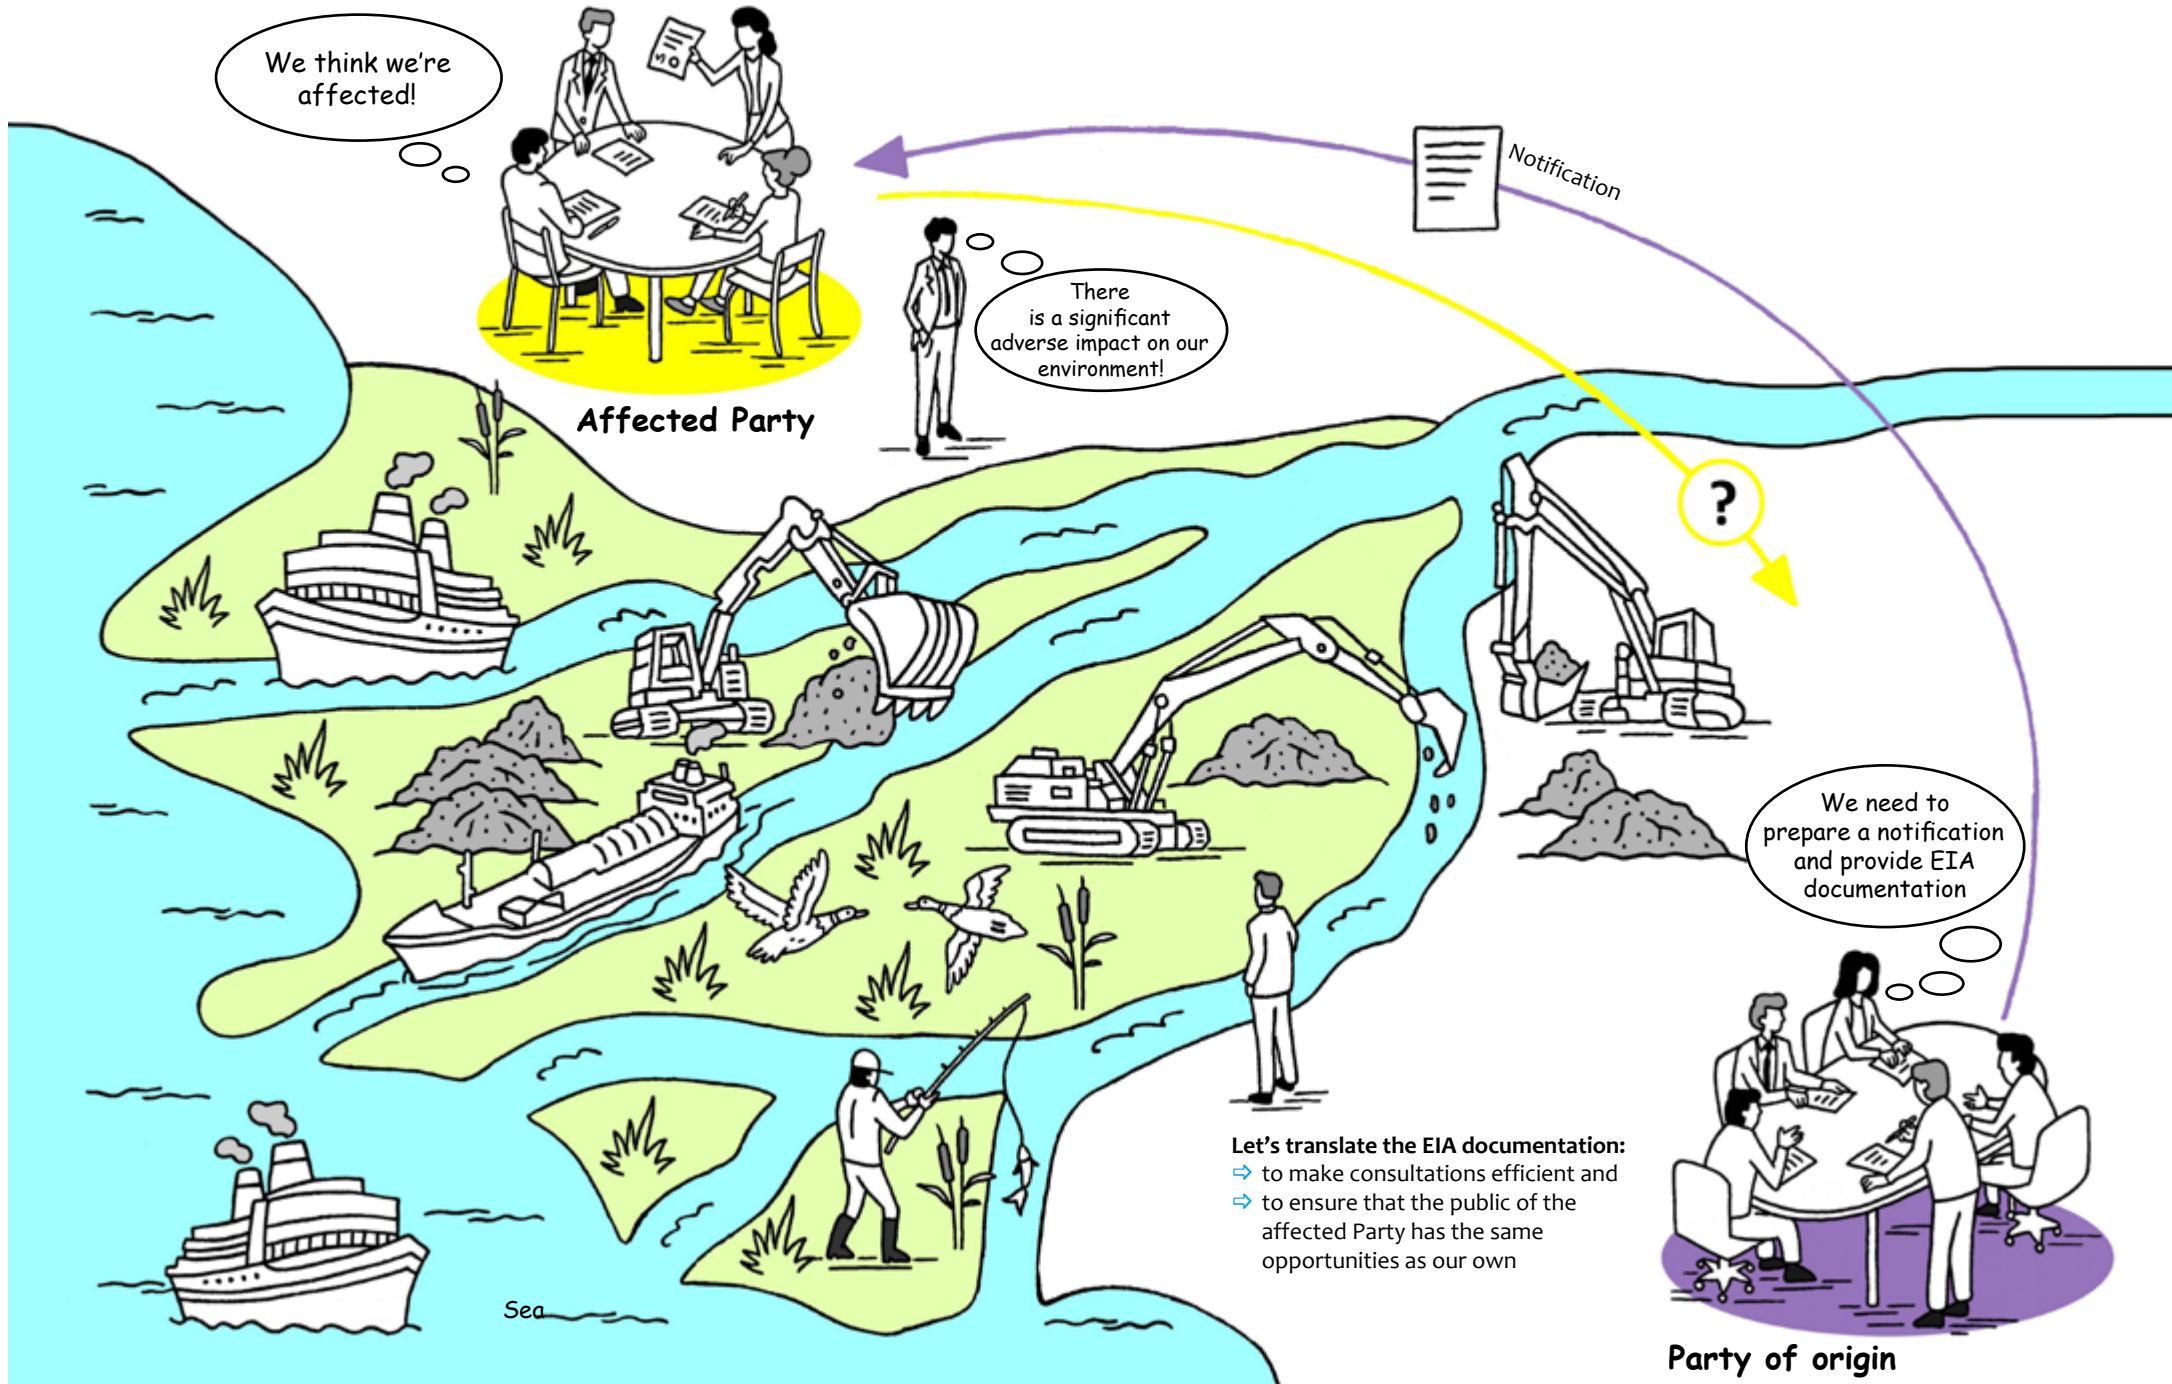 We think we're
affected!
Notification
There
is a significant
adverse impact on our
environment!
Affected Party
?
We need to
prepare a notification
and provide EIA
documentation
Let's translate the EIA documentation:
⇨ to make consultations efficient and
⇨ to ensure that the public of the
affected Party has the same
opportunities as our own
Sea
Party of origin